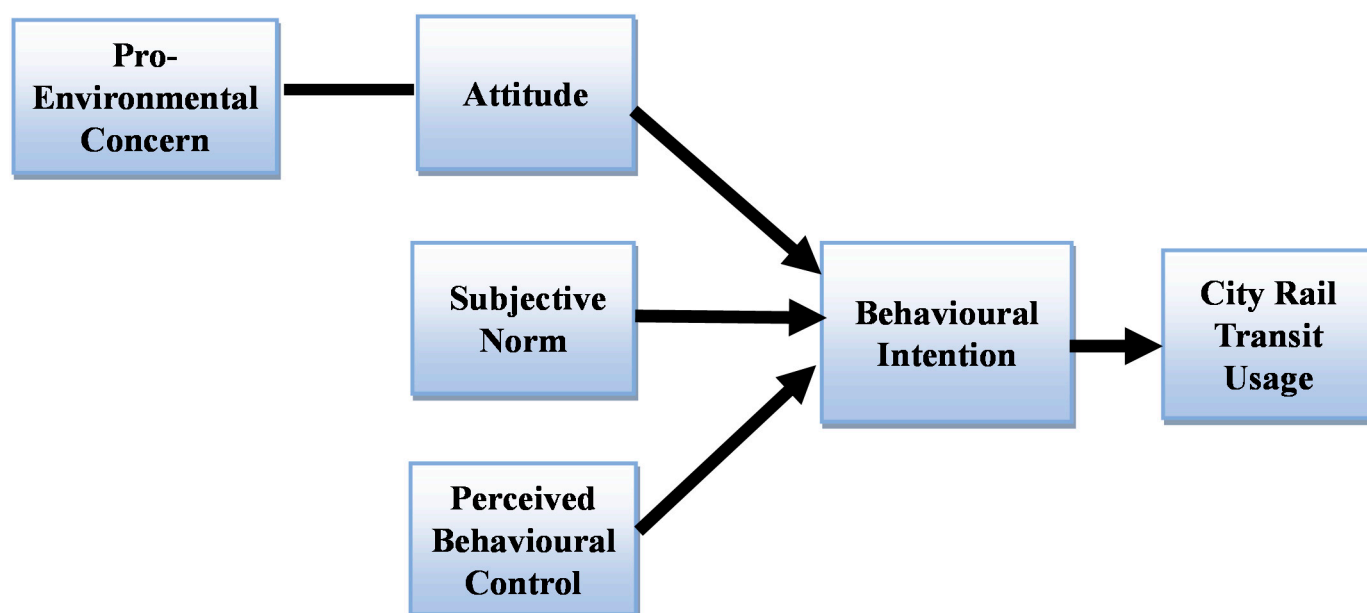 Pro-
Environmental
Concern
Attitude
Subjective
Norm
Perceived
Behavioural
Control
Behavioural
Intention
City Rail
Transit
Usage